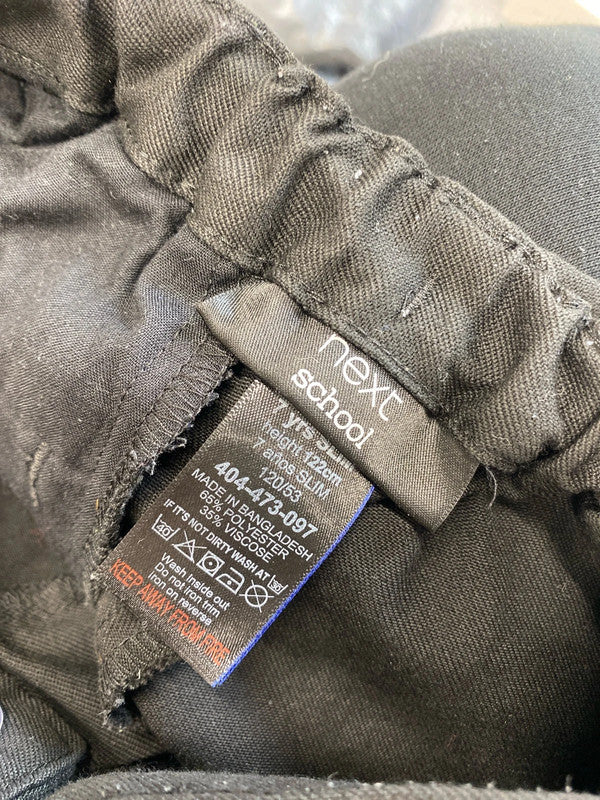 next
school
7 yrs SLIM
height 122cm
7 años SLIM
120/53
404-473-097
MADE IN BANGLADESH
65% POLYESTER
35% VISCOSE
IF IT'S NOT DIRTY WASH AT 30
40
Wash inside out
Do not iron trim
iron on reverse
KEEP AWAY FROM FIRE